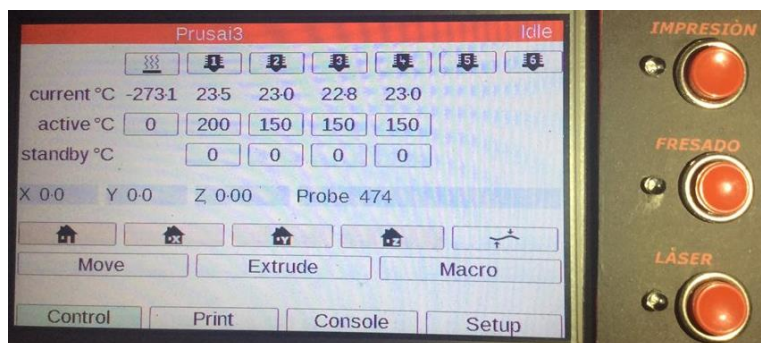 Prusai3 Idle
1 2 3 4 5 6
current °C -273·1 23·5 23·0 22·8 23·0
active °C 0 200 150 150 150
standby °C 0 0 0 0
X 0·0 Y 0·0 Z 0·00 Probe 474
X Y Z
Move Extrude Macro
Control Print Console Setup
IMPRESIÒN
FRESADO
LÀSER